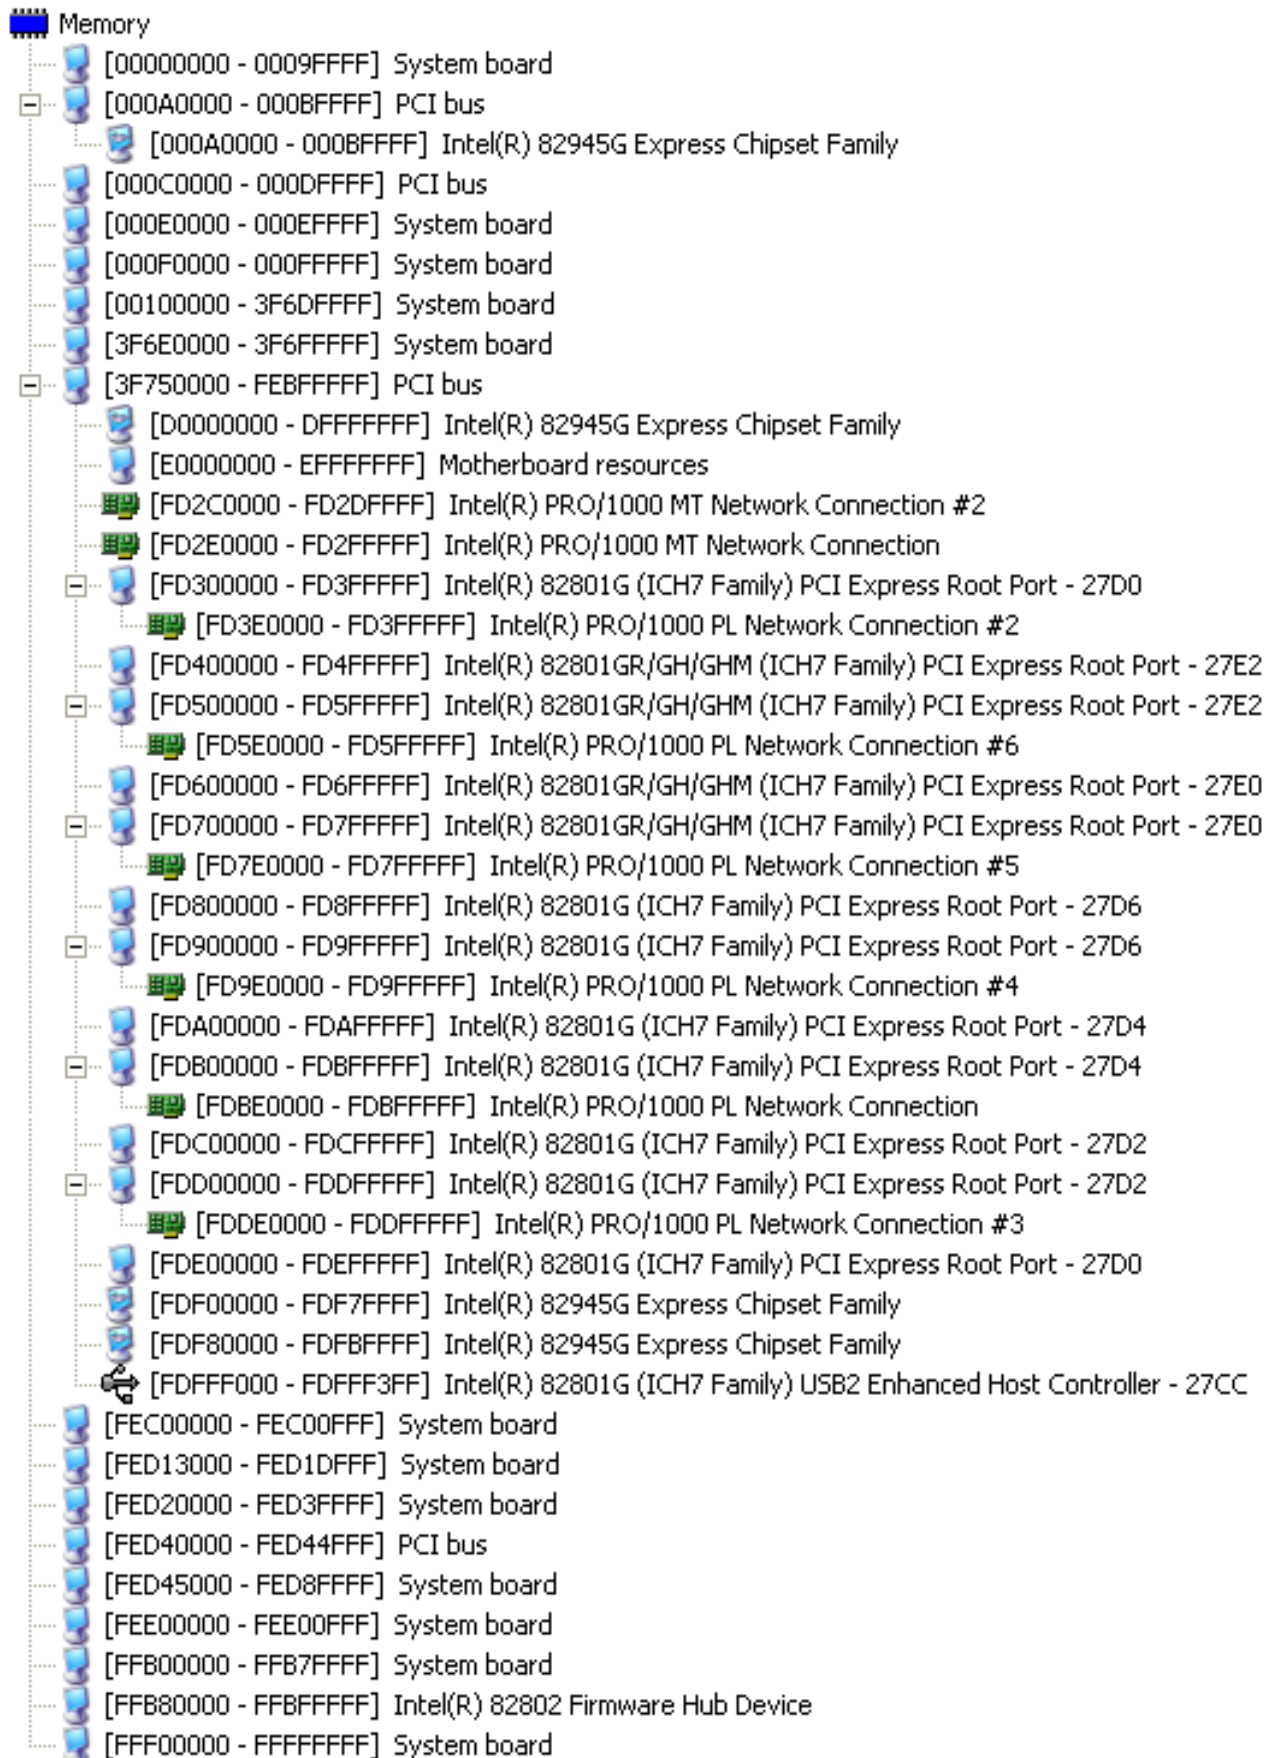 Memory
[00000000 - 0009FFFF] System board
[000A0000 - 000BFFFF] PCI bus
[000A0000 - 000BFFFF] Intel(R) 82945G Express Chipset Family
[000C0000 - 000DFFFF] PCI bus
[000E0000 - 000EFFFF] System board
[000F0000 - 000FFFFF] System board
[00100000 - 3F6DFFFF] System board
[3F6E0000 - 3F6FFFFF] System board
[3F750000 - FEBFFFFF] PCI bus
[D0000000 - DFFFFFFF] Intel(R) 82945G Express Chipset Family
[E0000000 - EFFFFFFF] Motherboard resources
[FD2C0000 - FD2DFFFF] Intel(R) PRO/1000 MT Network Connection #2
[FD2E0000 - FD2FFFFF] Intel(R) PRO/1000 MT Network Connection
[FD300000 - FD3FFFFF] Intel(R) 82801G (ICH7 Family) PCI Express Root Port - 27D0
[FD3E0000 - FD3FFFFF] Intel(R) PRO/1000 PL Network Connection #2
[FD400000 - FD4FFFFF] Intel(R) 82801GR/GH/GHM (ICH7 Family) PCI Express Root Port - 27E2
[FD500000 - FD5FFFFF] Intel(R) 82801GR/GH/GHM (ICH7 Family) PCI Express Root Port - 27E2
[FD5E0000 - FD5FFFFF] Intel(R) PRO/1000 PL Network Connection #6
[FD600000 - FD6FFFFF] Intel(R) 82801GR/GH/GHM (ICH7 Family) PCI Express Root Port - 27E0
[FD700000 - FD7FFFFF] Intel(R) 82801GR/GH/GHM (ICH7 Family) PCI Express Root Port - 27E0
[FD7E0000 - FD7FFFFF] Intel(R) PRO/1000 PL Network Connection #5
[FD800000 - FD8FFFFF] Intel(R) 82801G (ICH7 Family) PCI Express Root Port - 27D6
[FD900000 - FD9FFFFF] Intel(R) 82801G (ICH7 Family) PCI Express Root Port - 27D6
[FD9E0000 - FD9FFFFF] Intel(R) PRO/1000 PL Network Connection #4
[FDA00000 - FDAFFFFF] Intel(R) 82801G (ICH7 Family) PCI Express Root Port - 27D4
[FDB00000 - FDBFFFFF] Intel(R) 82801G (ICH7 Family) PCI Express Root Port - 27D4
[FDBE0000 - FDBFFFFF] Intel(R) PRO/1000 PL Network Connection
[FDC00000 - FDCFFFFF] Intel(R) 82801G (ICH7 Family) PCI Express Root Port - 27D2
[FDD00000 - FDDFFFFF] Intel(R) 82801G (ICH7 Family) PCI Express Root Port - 27D2
[FDDE0000 - FDDFFFFF] Intel(R) PRO/1000 PL Network Connection #3
[FDE00000 - FDEFFFFF] Intel(R) 82801G (ICH7 Family) PCI Express Root Port - 27D0
[FDF00000 - FDF7FFFF] Intel(R) 82945G Express Chipset Family
[FDF80000 - FDFBFFFF] Intel(R) 82945G Express Chipset Family
[FDFFF000 - FDFFF3FF] Intel(R) 82801G (ICH7 Family) USB2 Enhanced Host Controller - 27CC
[FEC00000 - FEC00FFF] System board
[FED13000 - FED1DFFF] System board
[FED20000 - FED3FFFF] System board
[FED40000 - FED44FFF] PCI bus
[FED45000 - FED8FFFF] System board
[FEE00000 - FEE00FFF] System board
[FFB00000 - FFB7FFFF] System board
[FFB80000 - FFBFFFFF] Intel(R) 82802 Firmware Hub Device
[FFF00000 - FFFFFFFF] System board